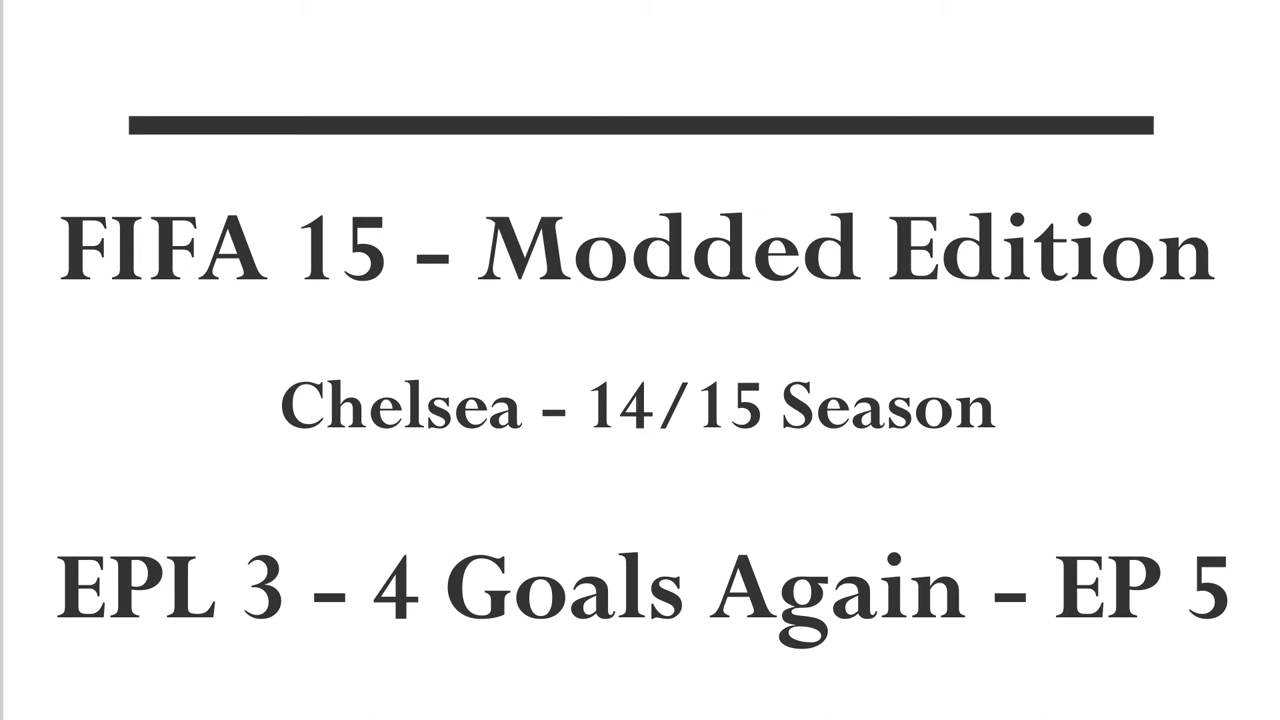 FIFA 15 - Modded Edition
Chelsea - 14/15 Season
EPL 3 - 4 Goals Again - EP 5